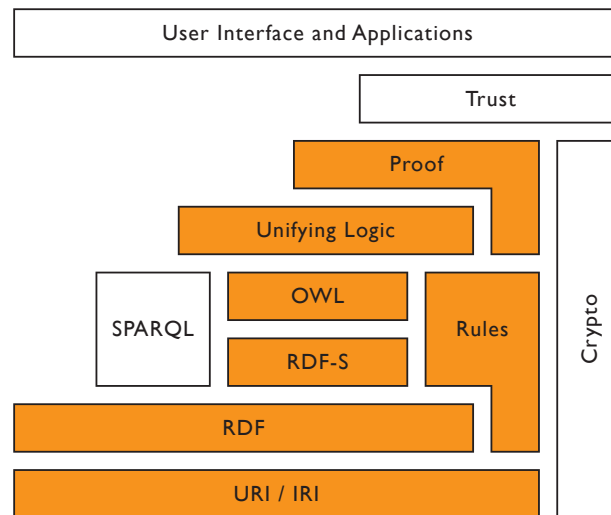 User Interface and Applications
Trust
Proof
Unifying Logic
OWL
SPARQL
Rules
RDF-S
Crypto
RDF
URI / IRI